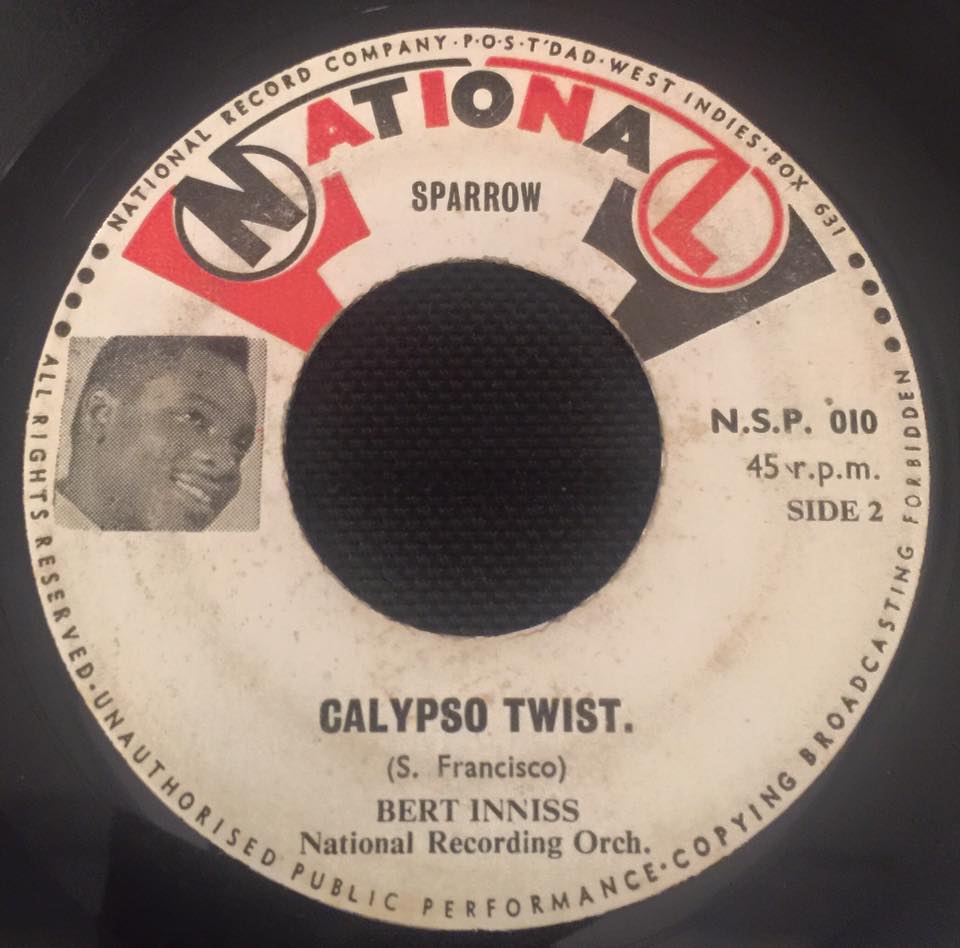 NATIONAL RECORD COMPANY·P·O·S·T'DAD·WEST INDIES·BOX 631
NATIONAL
SPARROW
N.S.P. 010
45 r.p.m.
SIDE 2
CALYPSO TWIST.
(S. Francisco)
BERT INNISS
National Recording Orch.
ALL RIGHTS RESERVED·UNAUTHORISED PUBLIC PERFORMANCE·COPYING BROADCASTING FORBIDDEN